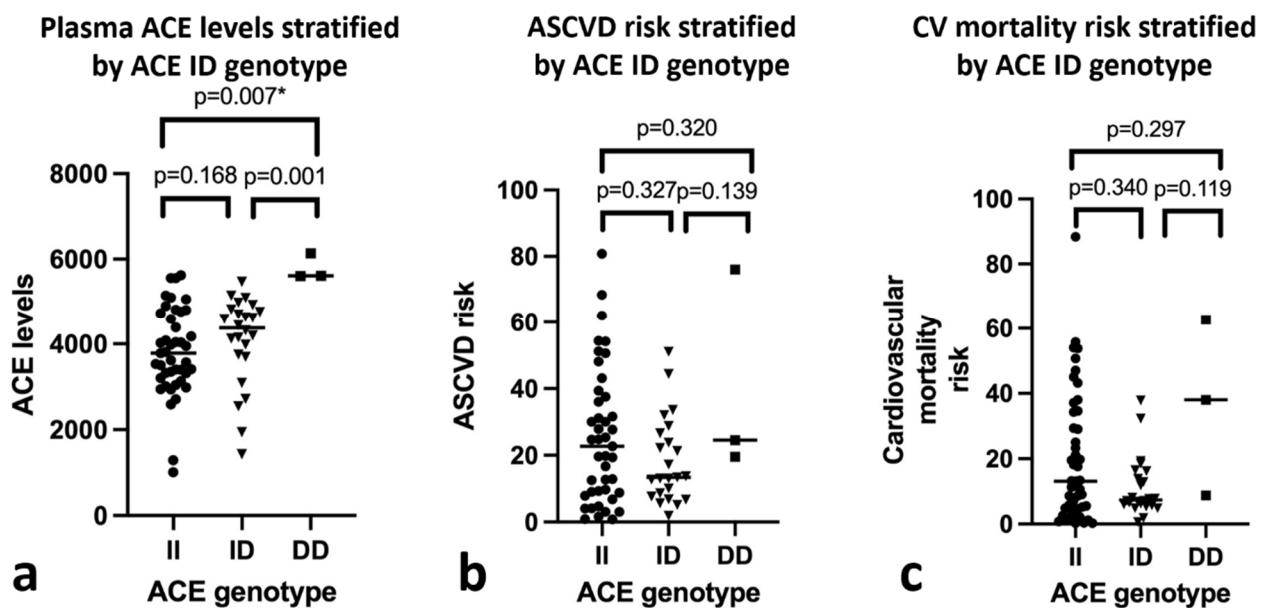 Plasma ACE levels stratified
by ACE ID genotype
p=0.007*
p=0.168 p=0.001
8000
6000
4000
2000
0
ACE levels
II ID DD
ACE genotype
a
ASCVD risk stratified
by ACE ID genotype
p=0.320
p=0.327 p=0.139
100
80
60
40
20
0
ASCVD risk
II ID DD
ACE genotype
b
CV mortality risk stratified
by ACE ID genotype
p=0.297
p=0.340 p=0.119
100
80
60
40
20
0
Cardiovascular
mortality
risk
II ID DD
ACE genotype
c